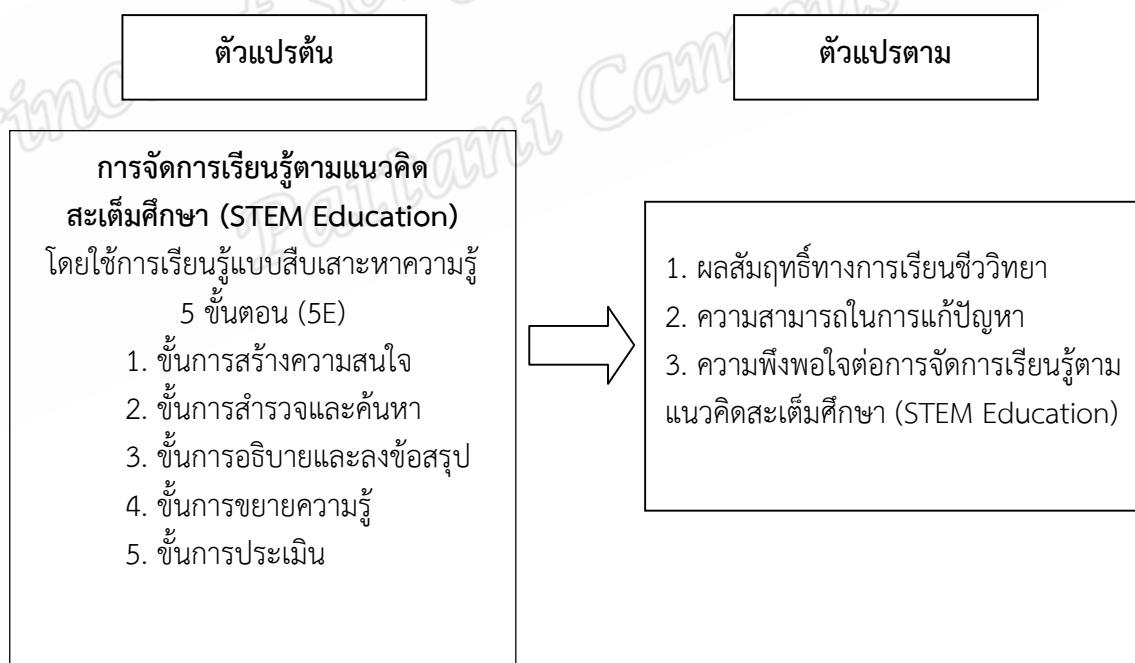 ตัวแปรต้น
ตัวแปรตาม
การจัดการเรียนรู้ตามแนวคิด
สะเต็มศึกษา (STEM Education)
โดยใช้การเรียนรู้แบบสืบเสาะหาความรู้
5 ขั้นตอน (5E)
1. ขั้นการสร้างความสนใจ
2. ขั้นการสำรวจและค้นหา
3. ขั้นการอธิบายและลงข้อสรุป
4. ขั้นการขยายความรู้
5. ขั้นการประเมิน
1. ผลสัมฤทธิ์ทางการเรียนชีววิทยา
2. ความสามารถในการแก้ปัญหา
3. ความพึงพอใจต่อการจัดการเรียนรู้ตาม
แนวคิดสะเต็มศึกษา (STEM Education)
Pattani Campus